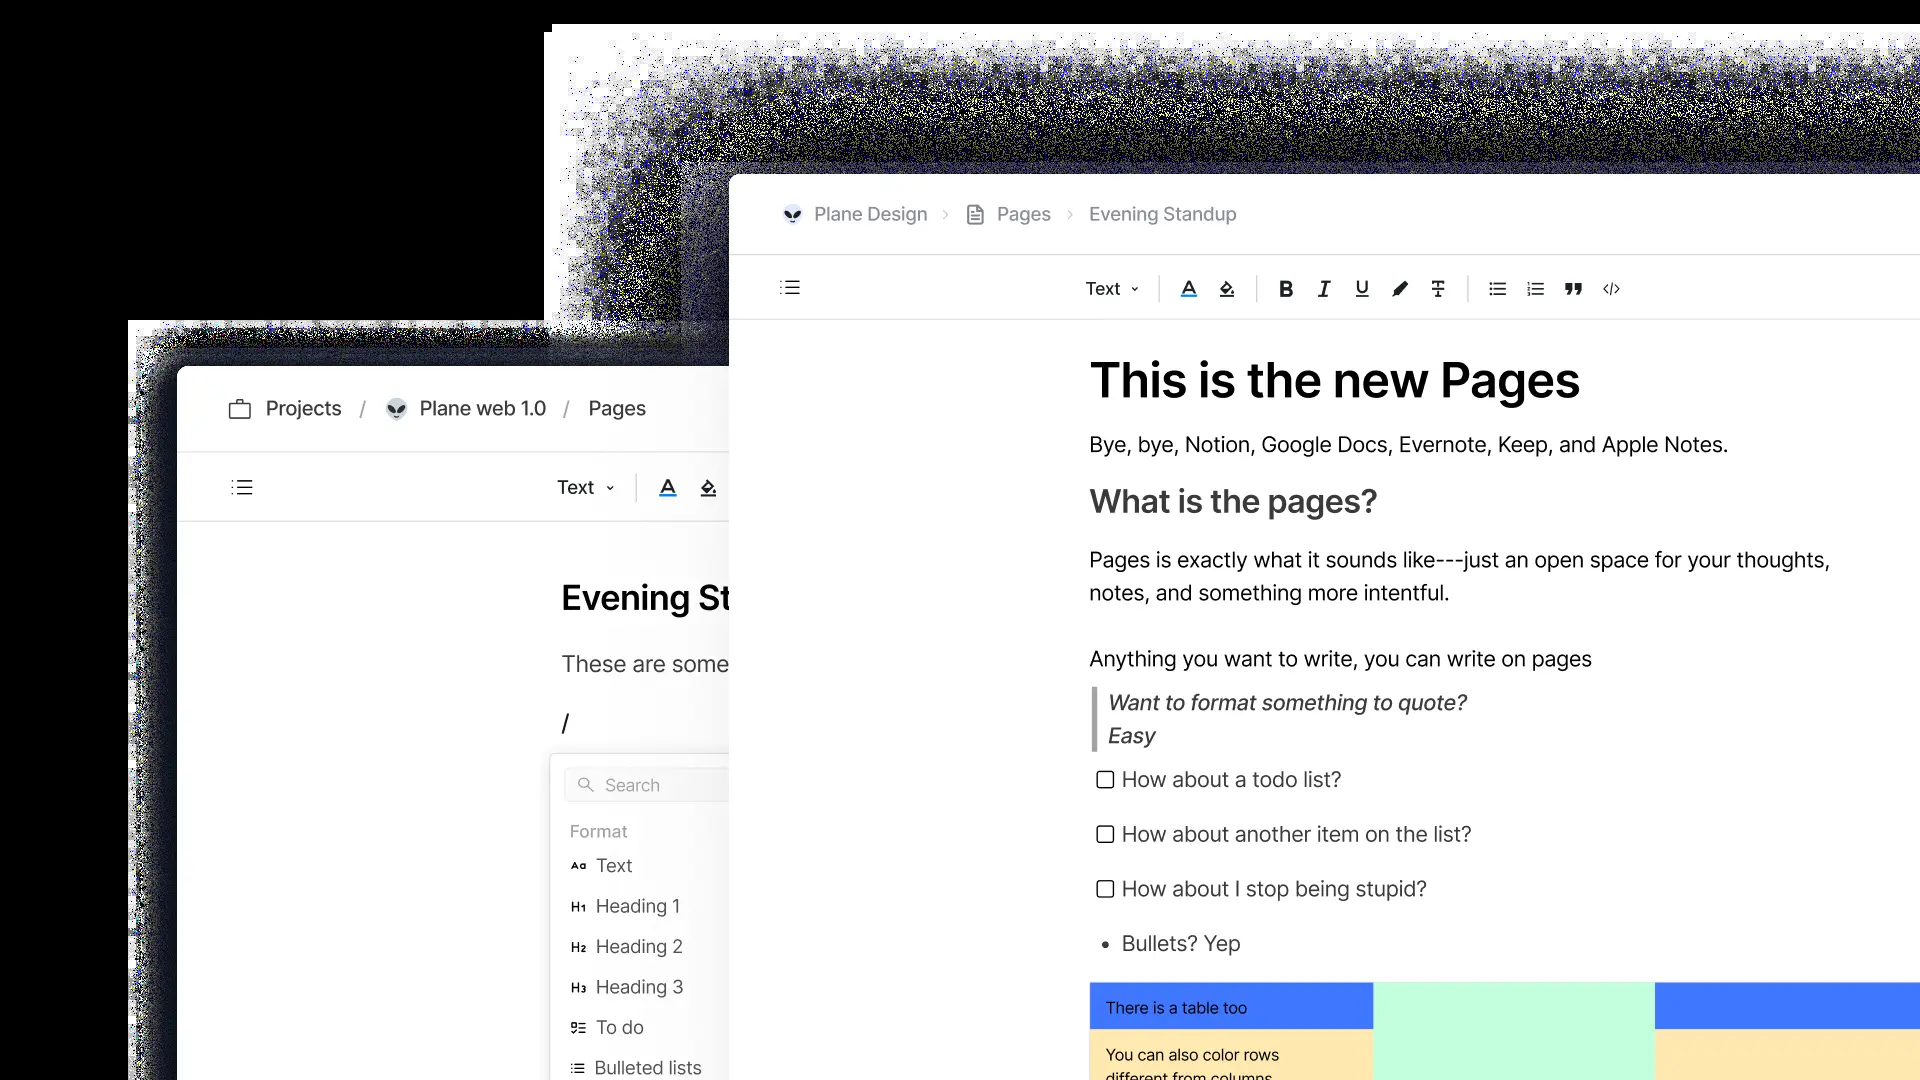 Plane Design › Pages › Evening Standup
Text
This is the new Pages
Bye, bye, Notion, Google Docs, Evernote, Keep, and Apple Notes.
What is the pages?
Pages is exactly what it sounds like---just an open space for your thoughts,
notes, and something more intentful.
Anything you want to write, you can write on pages
Want to format something to quote?
Easy
How about a todo list?
How about another item on the list?
How about I stop being stupid?
• Bullets? Yep
There is a table too
You can also color rows
different from columns
Projects / Plane web 1.0 / Pages
Text
Evening St
These are some
/
Search
Format
Aa Text
H1 Heading 1
H2 Heading 2
H3 Heading 3
To do
Bulleted lists